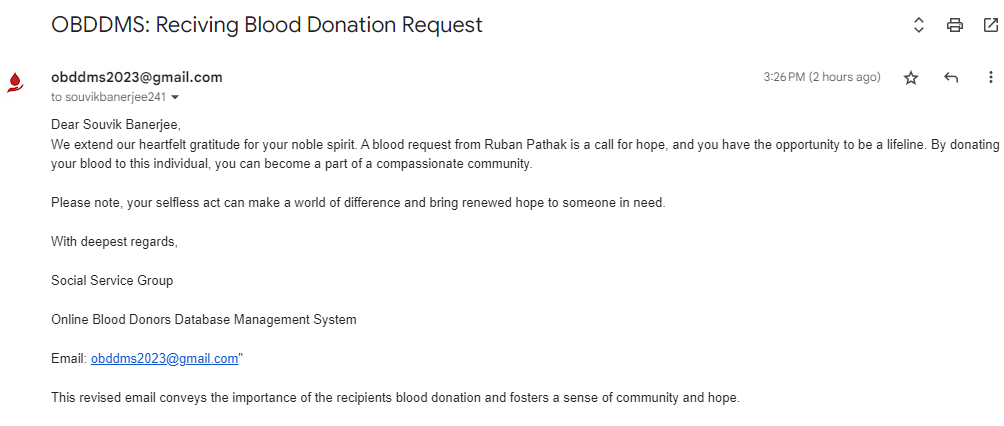 OBDDMS: Reciving Blood Donation Request
obddms2023@gmail.com
3:26 PM (2 hours ago)
to souvikbanerjee241
Dear Souvik Banerjee,
We extend our heartfelt gratitude for your noble spirit. A blood request from Ruban Pathak is a call for hope, and you have the opportunity to be a lifeline. By donating
your blood to this individual, you can become a part of a compassionate community.
Please note, your selfless act can make a world of difference and bring renewed hope to someone in need.
With deepest regards,
Social Service Group
Online Blood Donors Database Management System
Email: obddms2023@gmail.com"
This revised email conveys the importance of the recipients blood donation and fosters a sense of community and hope.